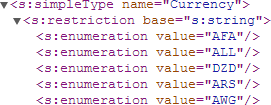 ▼<s:simpleType name="Currency">
▼<s:restriction base="s:string">
<s:enumeration value="AFA"/>
<s:enumeration value="ALL"/>
<s:enumeration value="DZD"/>
<s:enumeration value="ARS"/>
<s:enumeration value="AWG"/>